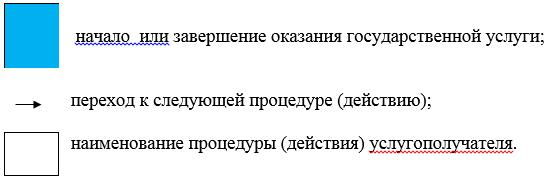 начало или завершение оказания государственной услуги;
переход к следующей процедуре (действию);
наименование процедуры (действия) услугополучателя.